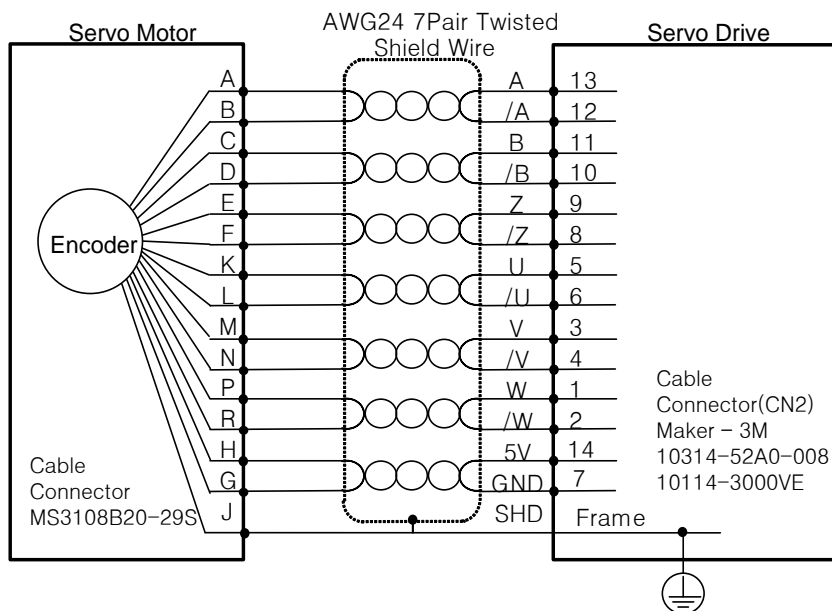 Servo Motor
AWG24 7Pair Twisted
Shield Wire
Servo Drive
A A 13
B /A 12
C B 11
D /B 10
E Z 9
Encoder
F /Z 8
K U 5
L /U 6
M V 3
N /V 4
P W 1
R /W 2
H 5V 14
G GND 7
J SHD Frame
Cable
Connector
MS3108B20-29S
Cable
Connector(CN2)
Maker – 3M
10314-52A0-008
10114-3000VE